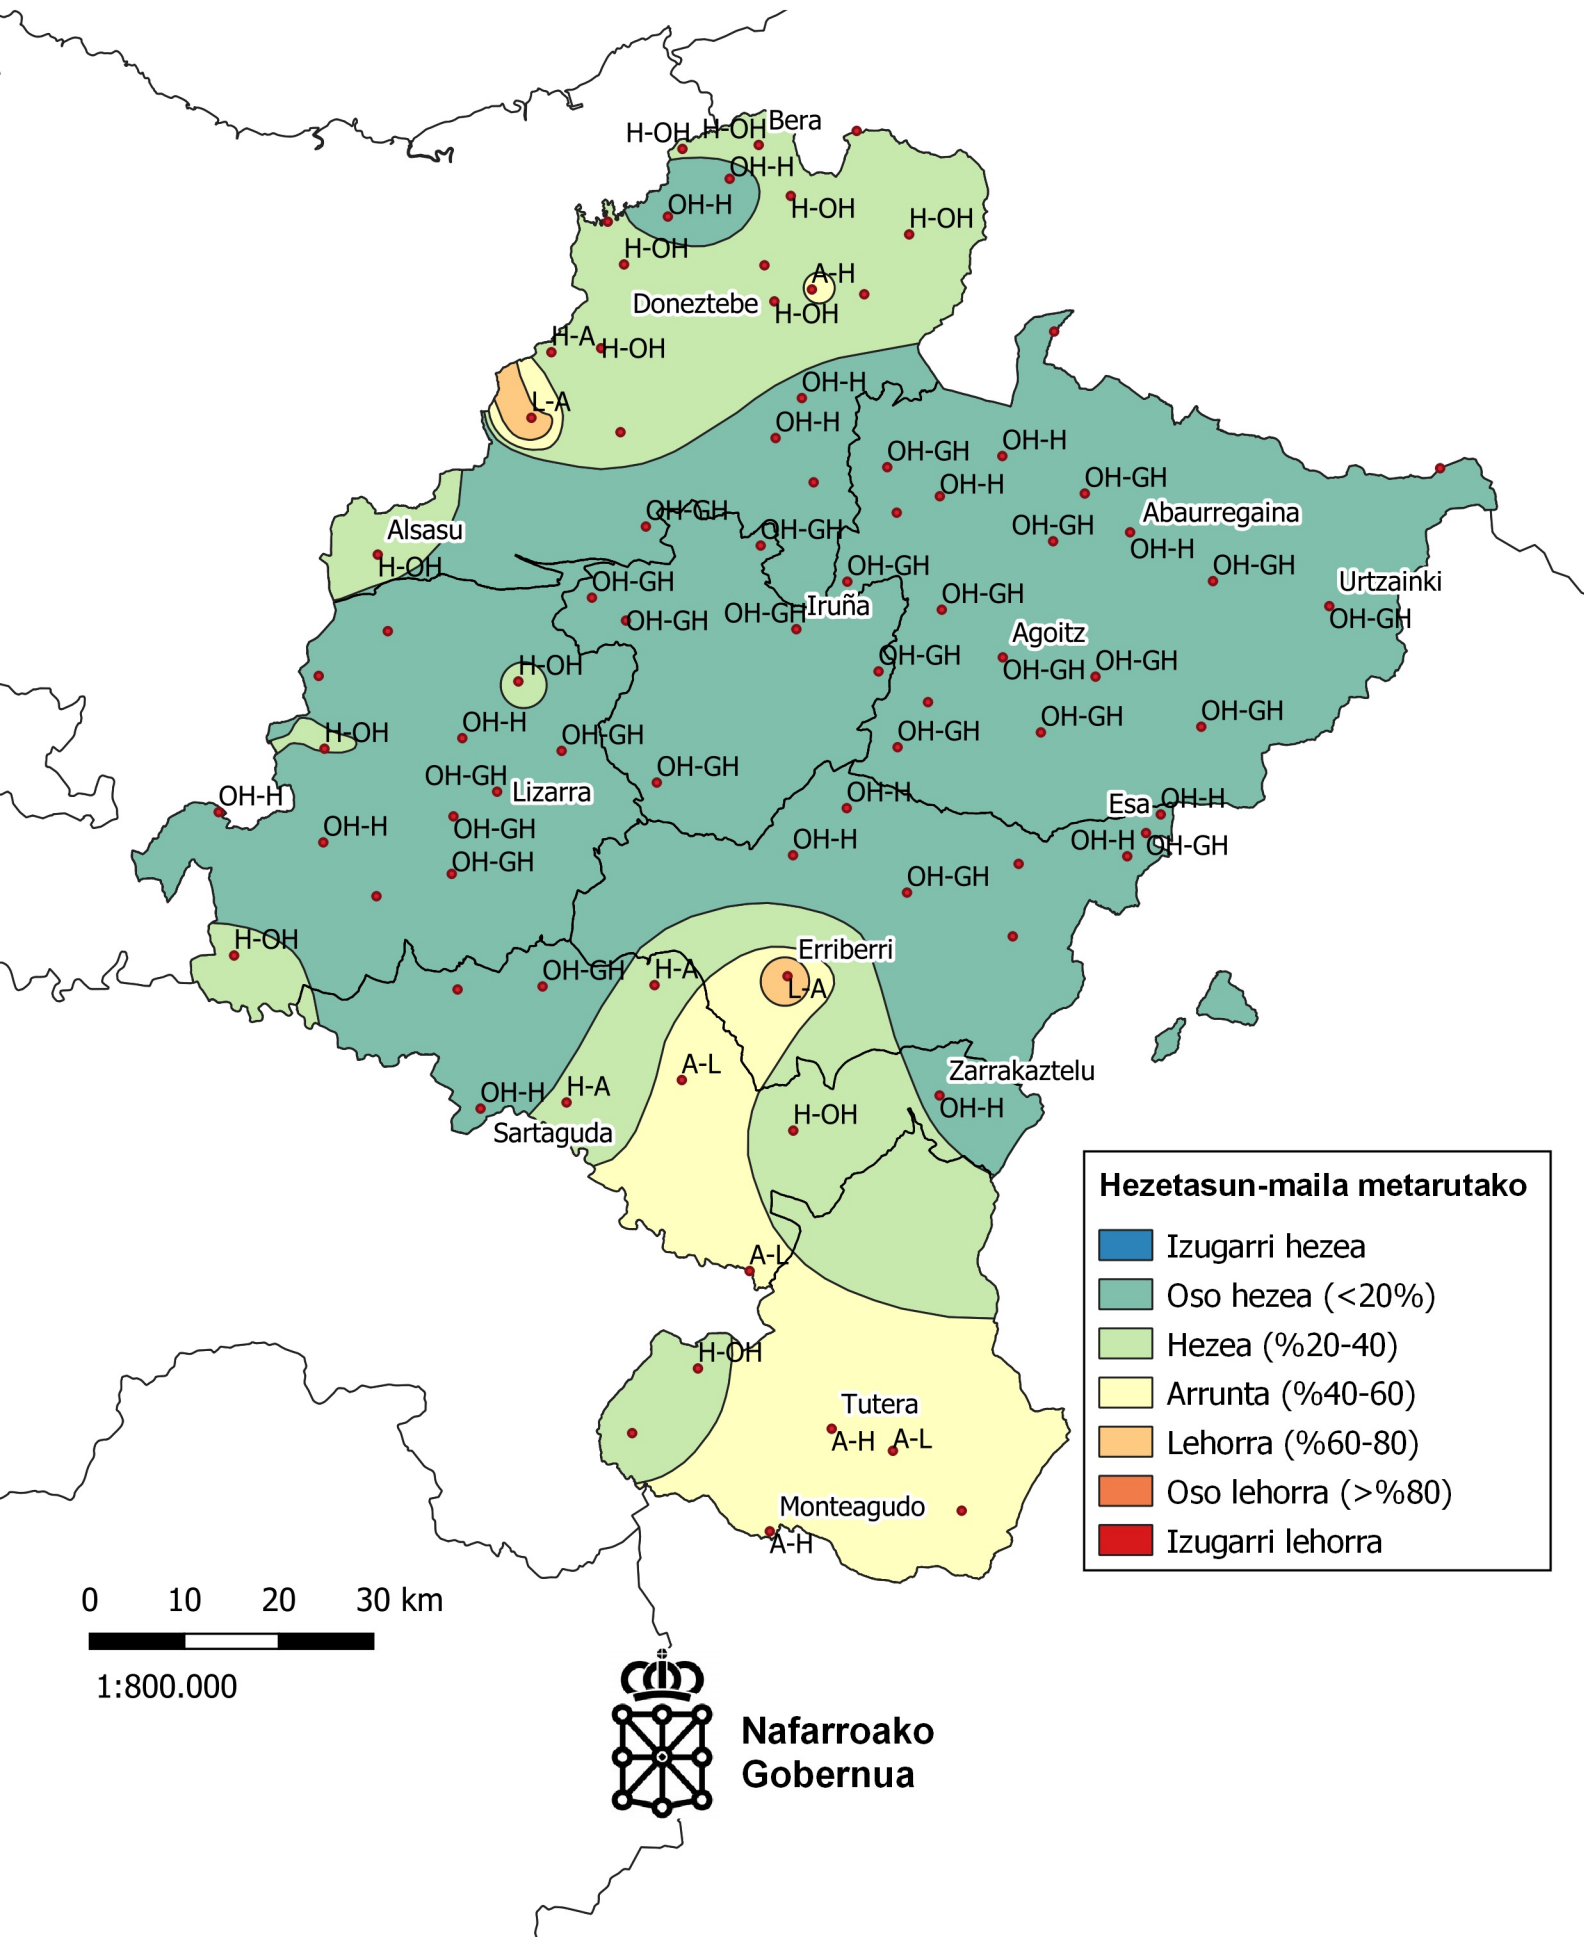 H-OH
H-OH
Bera
OH-H
OH-H
H-OH
H-OH
H-OH
A-H
Doneztebe
H-OH
H-A
H-OH
OH-H
L-A
OH-H
OH-H
OH-GH
OH-GH
OH-H
OH-GH
Abaurregaina
Alsasu
OH-GH
OH-GH
OH-H
H-OH
OH-GH
OH-GH
OH-GH
Urtzainki
OH-GH
Iruña
OH-GH
OH-GH
OH-GH
Agoitz
OH-GH
OH-GH
OH-GH
H-OH
OH-GH
OH-GH
OH-H
OH-GH
H-OH
OH-GH
OH-GH
OH-GH
OH-GH
Lizarra
OH-H
OH-H
Esa
OH-H
OH-H
OH-GH
OH-H
OH-H
OH-GH
OH-GH
OH-GH
H-OH
Erriberri
OH-GH
H-A
L-A
A-L
Zarrakaztelu
OH-H
H-A
OH-H
H-OH
Sartaguda
A-L
H-OH
Tutera
A-H
A-L
Monteagudo
A-H
Hezetasun-maila metarutako
Izugarri hezea
Oso hezea (<20%)
Hezea (%20-40)
Arrunta (%40-60)
Lehorra (%60-80)
Oso lehorra (>%80)
Izugarri lehorra
0 10 20 30 km
1:800.000
Nafarroako
Gobernua